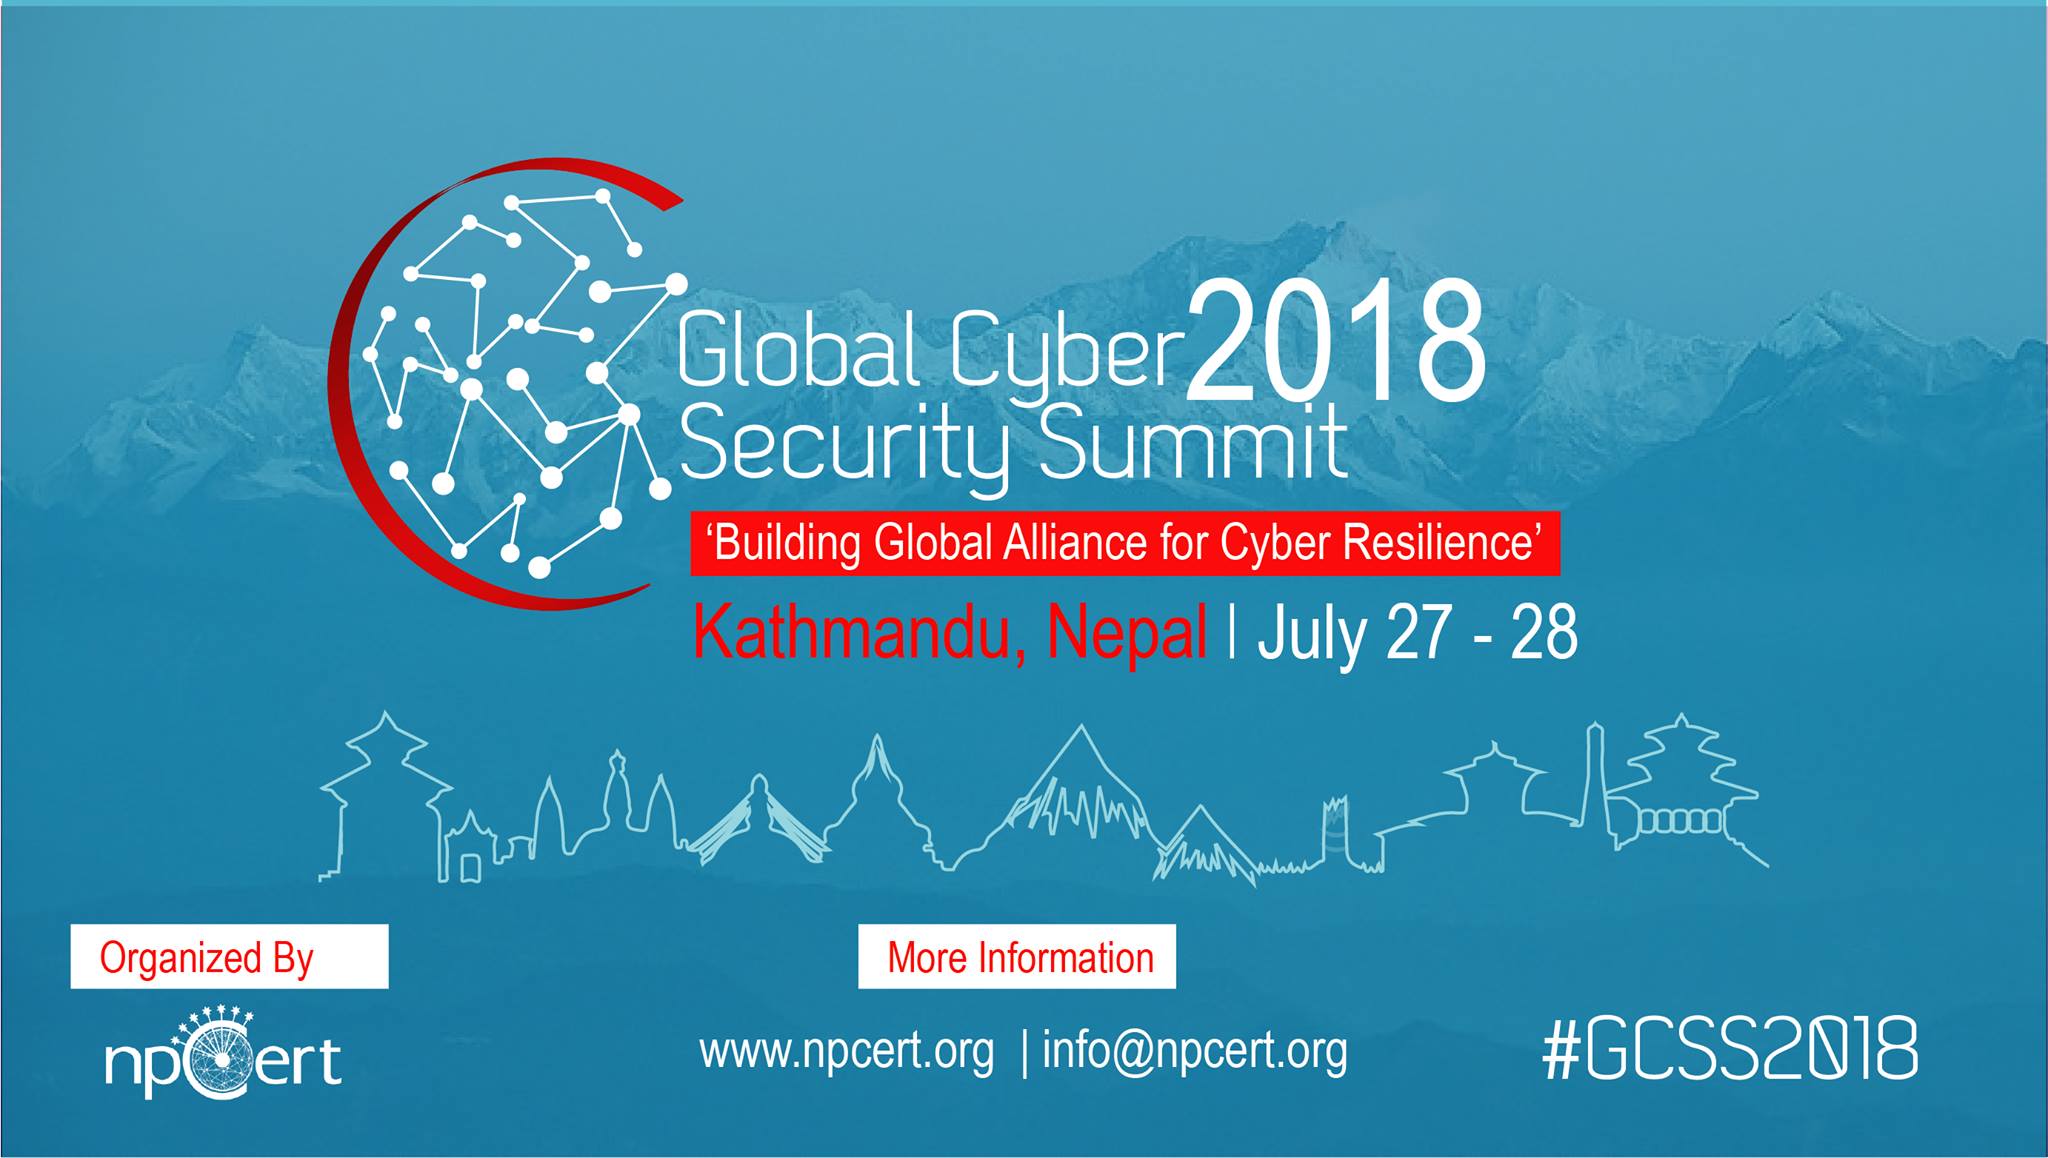 Global Cyber 2018
Security Summit
‘Building Global Alliance for Cyber Resilience’
Kathmandu, Nepal | July 27 - 28
Organized By
npCert
More Information
www.npcert.org | info@npcert.org
#GCSS2018